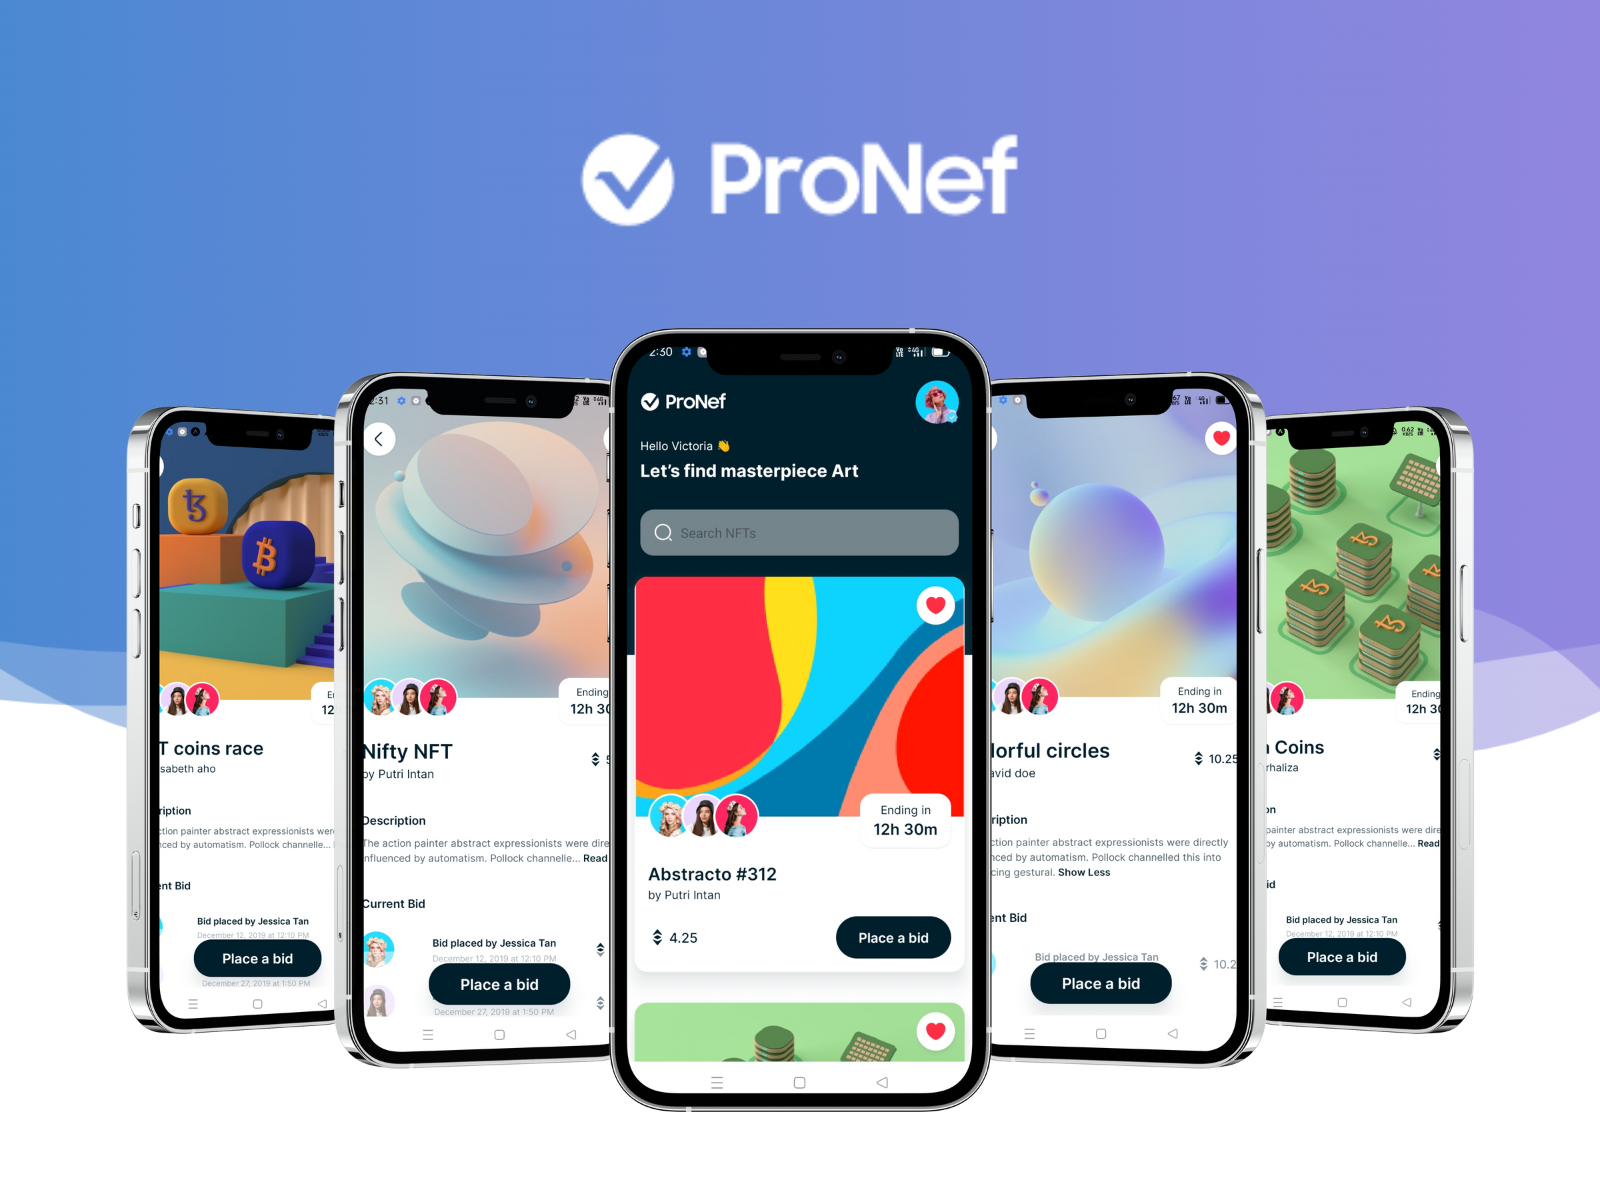 ProNef
T coins race
sabeth aho
ription
ction painter abstract expressionists wer
nced by automatism. Pollock channelle...
ent Bid
Bid placed by Jessica Tan
December 12, 2019 at 12:10 PM
Place a bid
December 27, 2019 at 1:50 PM
12
2:31
Ending
12h 30
Nifty NFT
by Putri Intan
Description
The action painter abstract expressionists were dire
nfluenced by automatism. Pollock channelle... Read
Current Bid
Bid placed by Jessica Tan
December 12, 2019 at 12:10 PM
Place a bid
December 27, 2019 at 1:50 PM
2:30
ProNef
Hello Victoria 👋
Let's find masterpiece Art
Search NFTs
Ending in
12h 30m
Abstracto #312
by Putri Intan
4.25
Place a bid
Ending in
12h 30m
lorful circles
10.25
avid doe
ription
ction painter abstract expressionists were directly
nced by automatism. Pollock channelled this into
cing gestural. Show Less
ent Bid
Bid placed by Jessica Tan
10.2
Place a bid
0.62
KB/S
Ending
12h 30
Coins
rhaliza
on
painter abstract expressionists were dire
by automatism. Pollock channelle... Read
id
Bid placed by Jessica Tan
December 12, 2019 at 12:10 PM
Place a bid